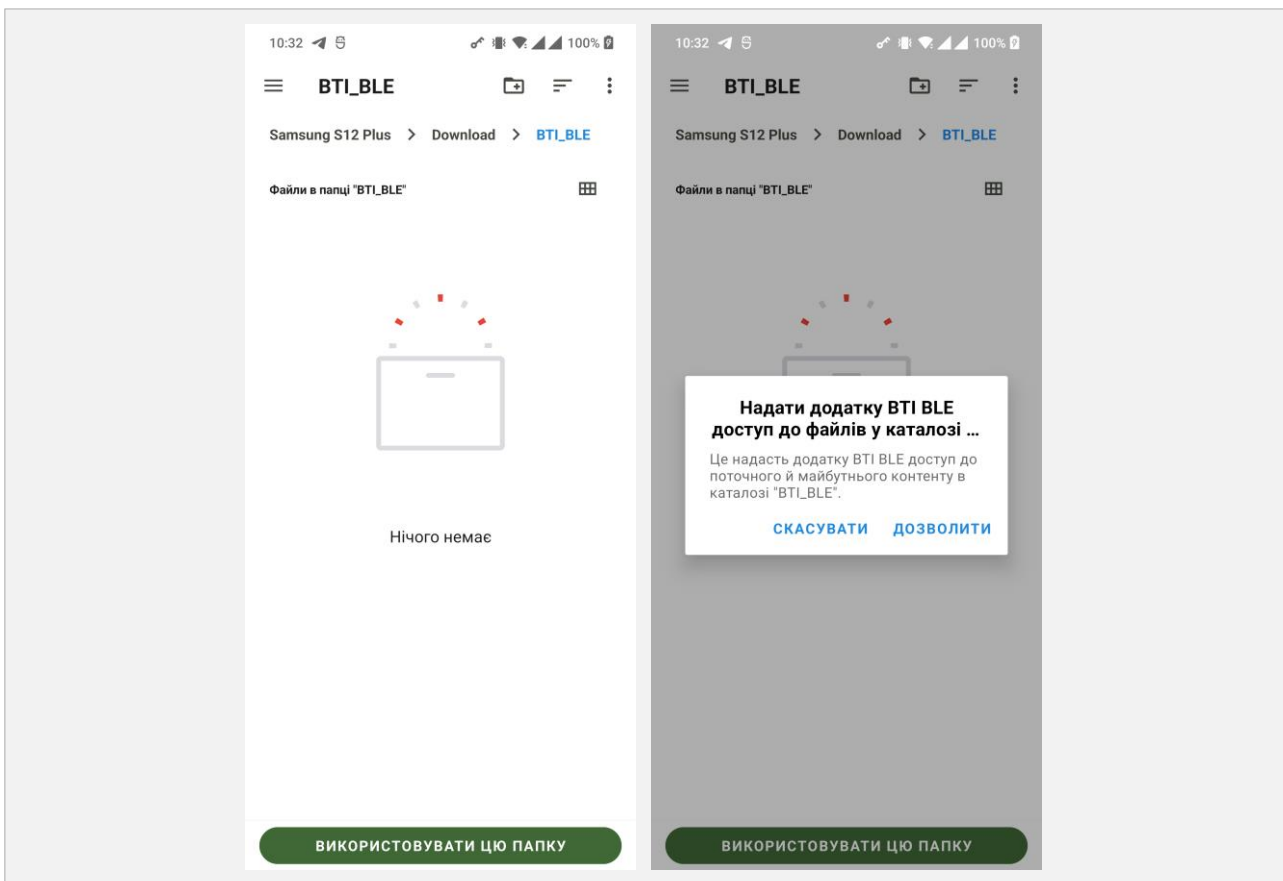 10:32
100%
BTI_BLE
Samsung S12 Plus > Download > BTI_BLE
Файли в папці "BTI_BLE"
Нічого немає
ВИКОРИСТОВУВАТИ ЦЮ ПАПКУ
10:32
100%
BTI_BLE
Samsung S12 Plus > Download > BTI_BLE
Файли в папці "BTI_BLE"
Надати додатку BTI BLE
доступ до файлів у каталозі ...
Це надасть додатку BTI BLE доступ до
поточного й майбутнього контенту в
каталозі "BTI_BLE".
СКАСУВАТИ ДОЗВОЛИТИ
ВИКОРИСТОВУВАТИ ЦЮ ПАПКУ